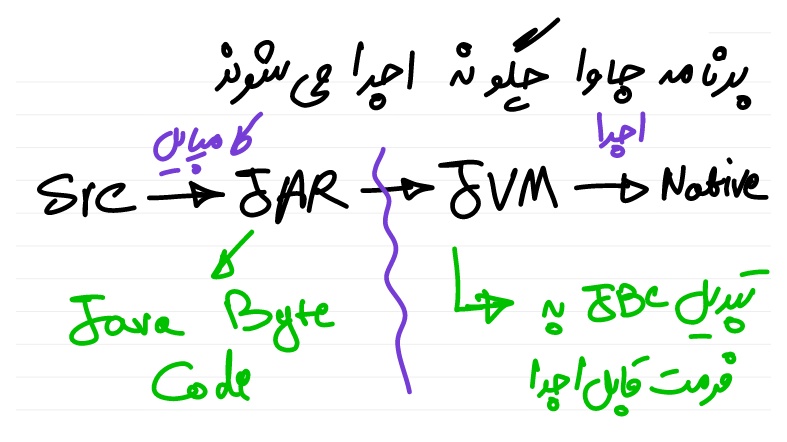 برنامه جاوا چگونه اجرا می شوند
کامپایل
اجرا
Src → JAR → JVM → Native
Java Byte
Code
تبدیل JBC به
فرمت قابل اجرا